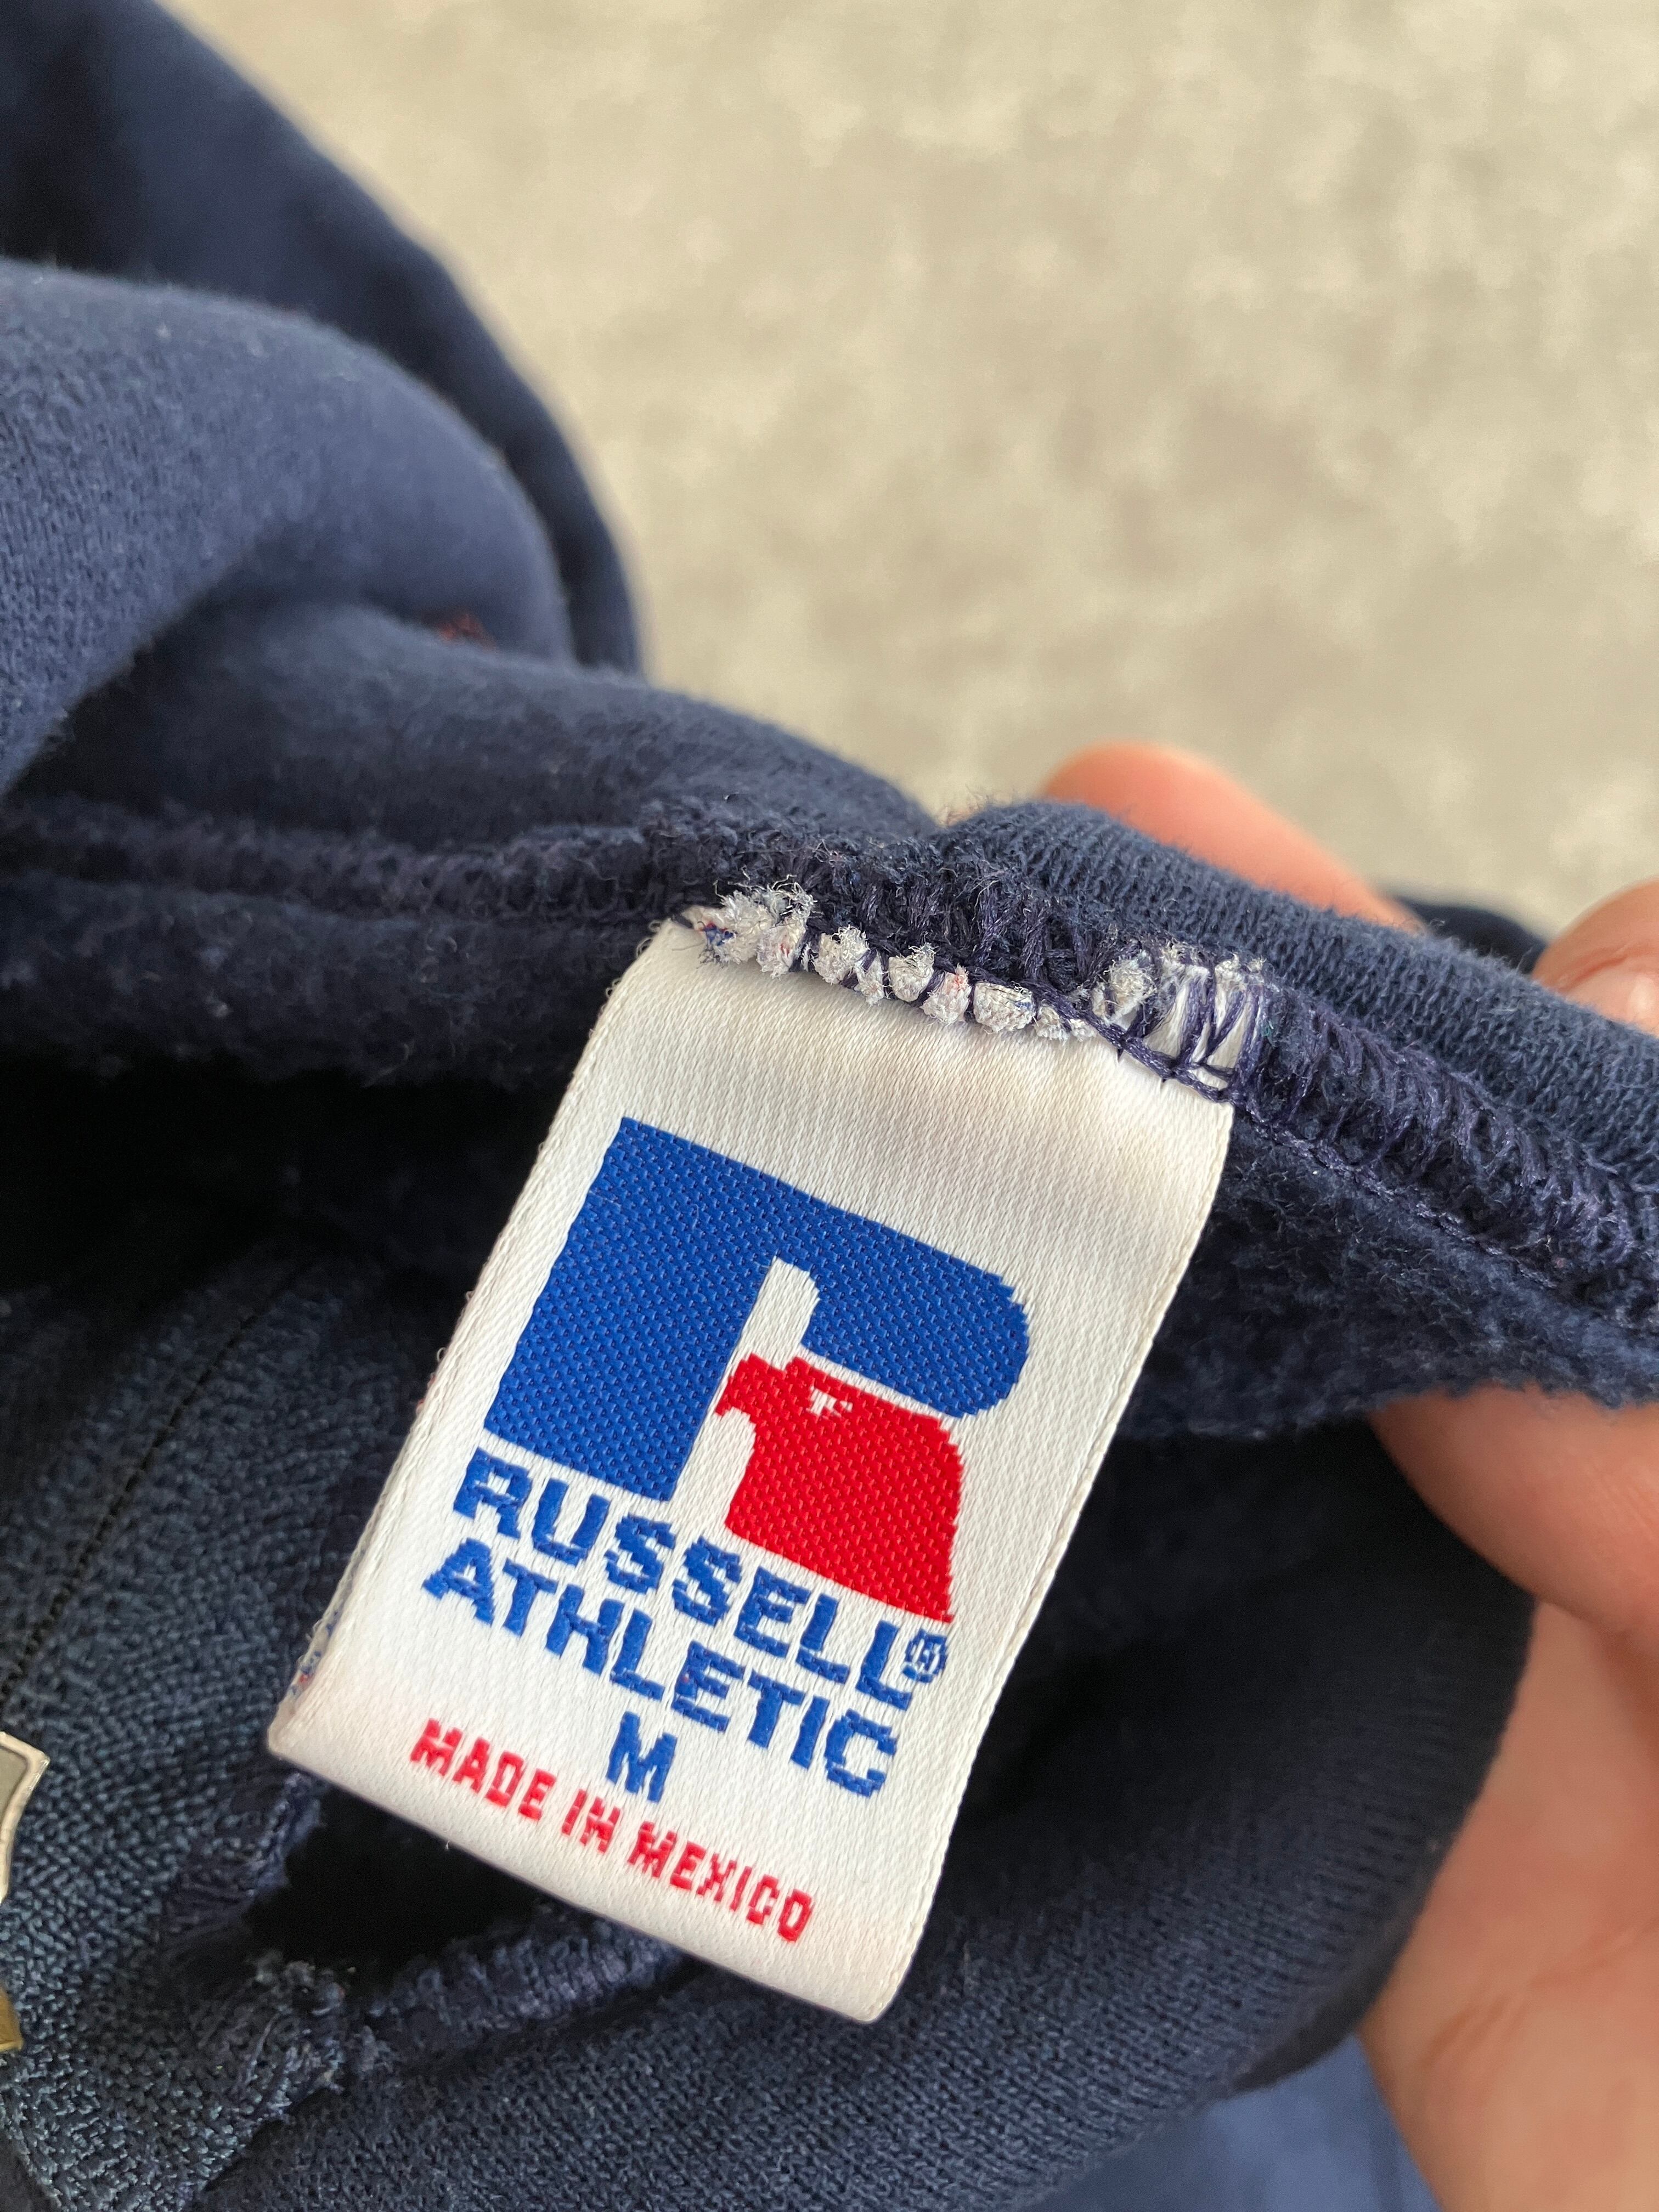 RUSSELL®
ATHLETIC
M
MADE IN MEXICO